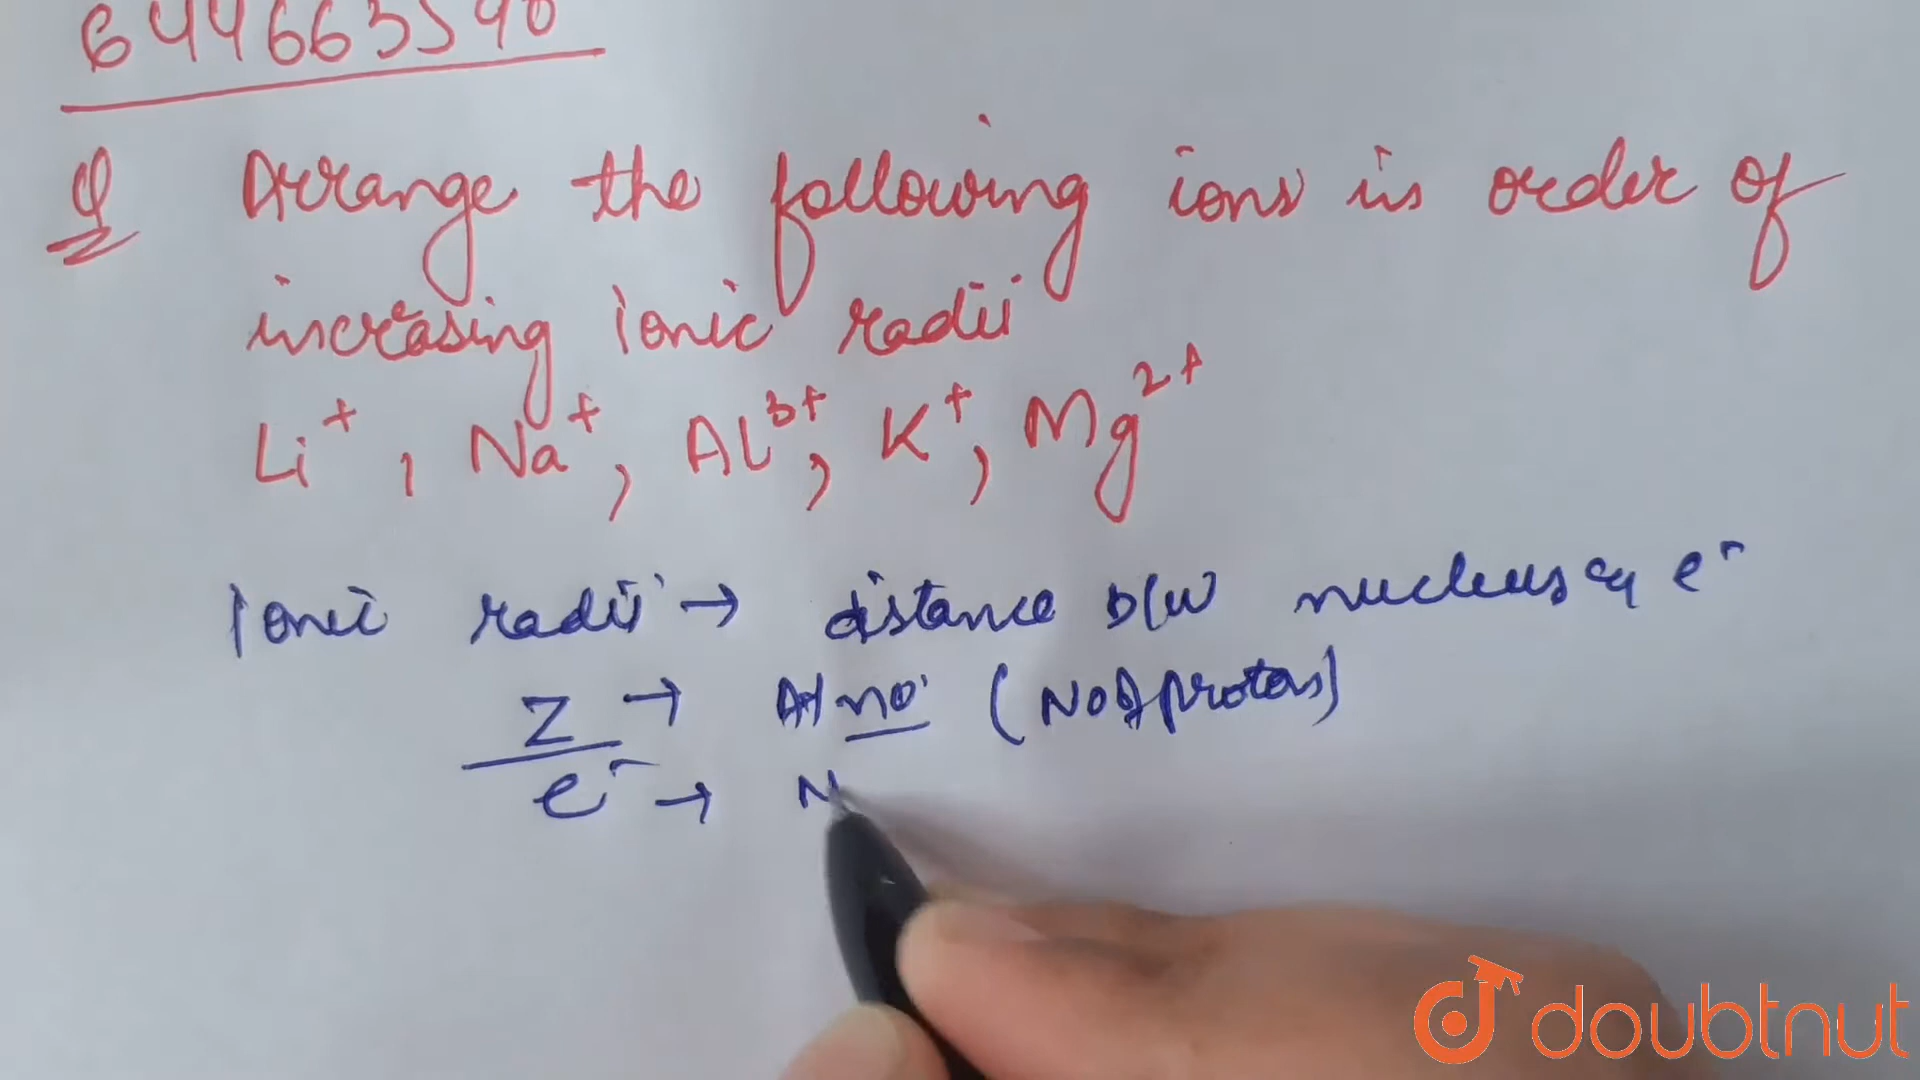 644663590
Q Arrange the following ions in order of
increasing ionic radii
Li⁺, Na⁺, Al³⁺, K⁺, Mg²⁺
Ionic radii → distance b/w nucleus & e⁻
Z → At no. (No of protons)
e⁻ → N
doubtnut